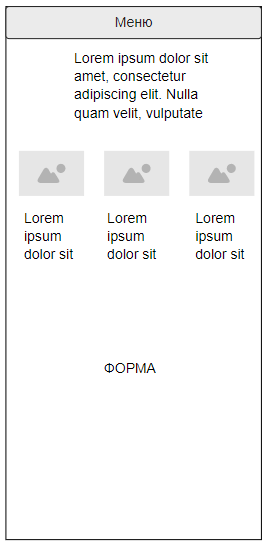 Меню
Lorem ipsum dolor sit
amet, consectetur
adipiscing elit. Nulla
quam velit, vulputate
Lorem
ipsum
dolor sit
Lorem
ipsum
dolor sit
Lorem
ipsum
dolor sit
ФОРМА